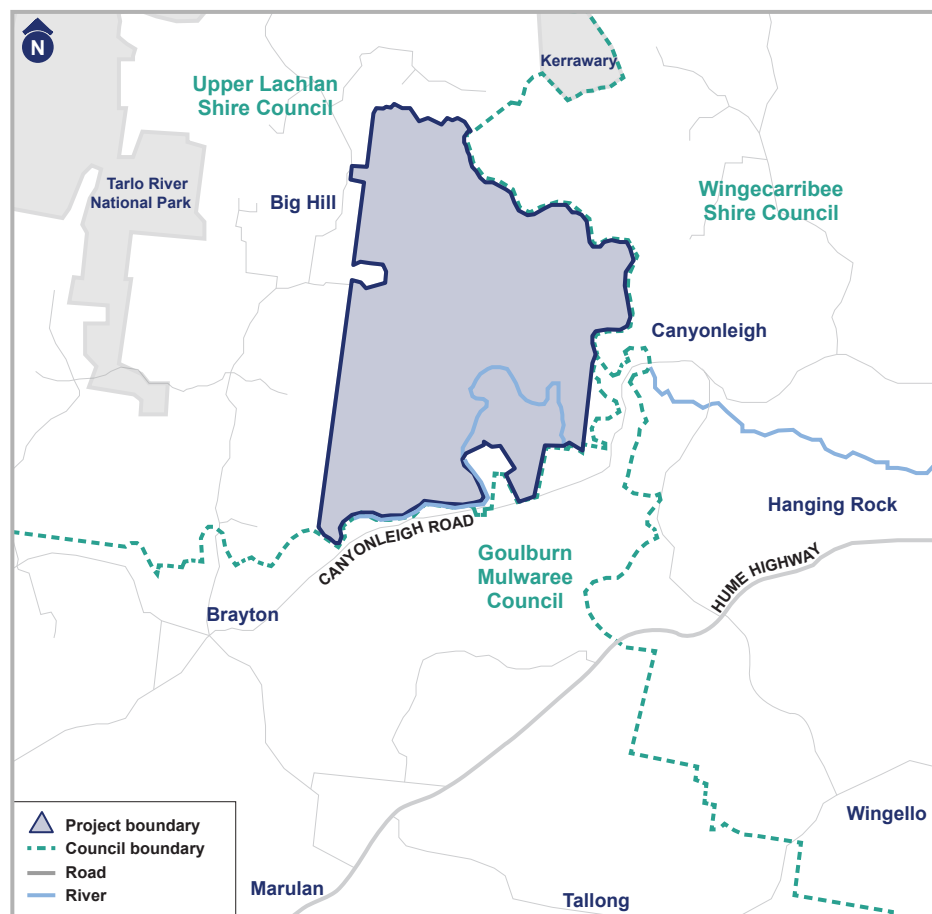 N
Kerrawary
Upper Lachlan
Shire Council
Tarlo River
National Park
Big Hill
Wingecarribee
Shire Council
Canyonleigh
Hanging Rock
CANYONLEIGH ROAD
Goulburn
Mulwaree
Council
HUME HIGHWAY
Brayton
Wingello
Project boundary
Council boundary
Road
River
Marulan
Tallong